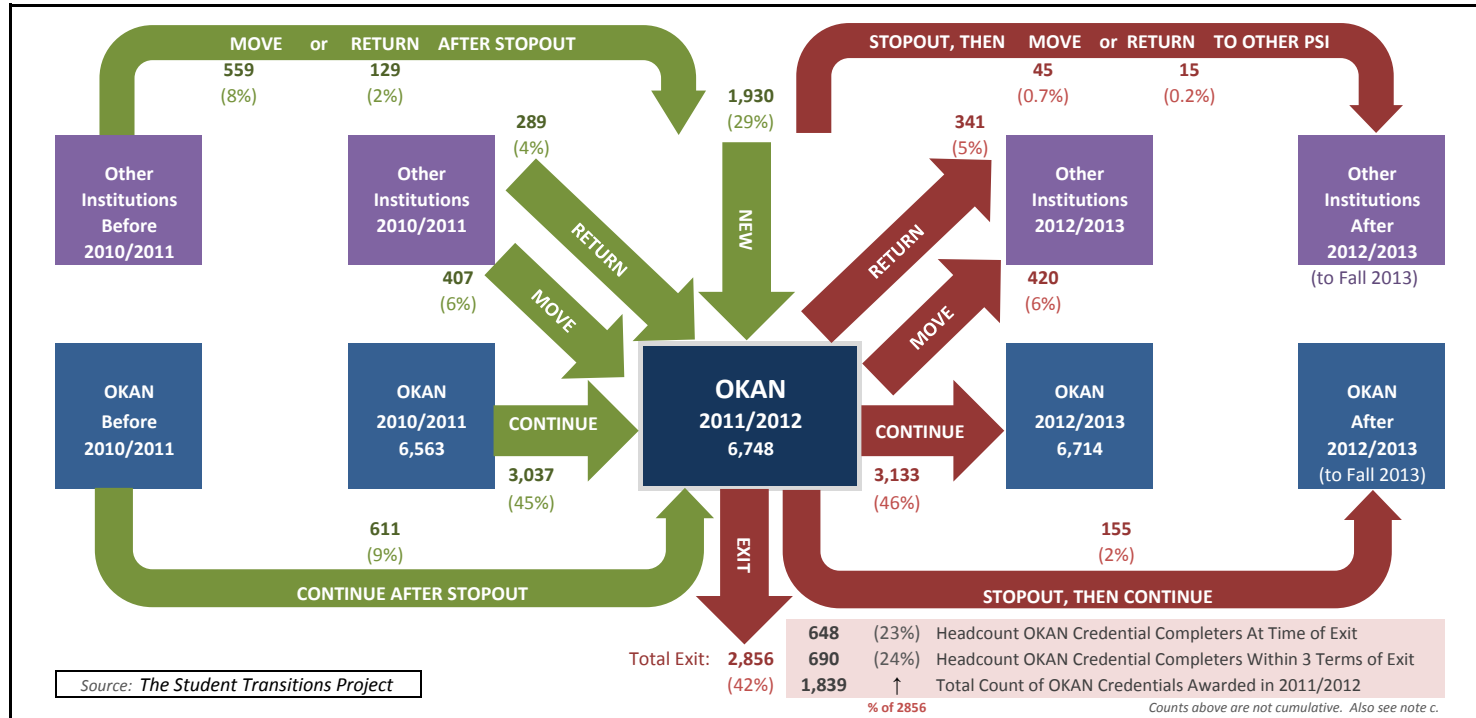 MOVE or RETURN AFTER STOPOUT
559 129
(8%) (2%)
STOPOUT, THEN MOVE or RETURN TO OTHER PSI
45 15
(0.7%) (0.2%)
1,930
(29%)
289
(4%)
341
(5%)
Other
Institutions
Before
2010/2011
Other
Institutions
2010/2011
NEW
Other
Institutions
2012/2013
Other
Institutions
After
2012/2013
(to Fall 2013)
RETURN
RETURN
407
(6%)
MOVE
MOVE
420
(6%)
OKAN
Before
2010/2011
OKAN
2010/2011
6,563
CONTINUE
3,037
(45%)
OKAN
2011/2012
6,748
CONTINUE
3,133
(46%)
OKAN
2012/2013
6,714
OKAN
After
2012/2013
(to Fall 2013)
611
(9%)
CONTINUE AFTER STOPOUT
EXIT
155
(2%)
STOPOUT, THEN CONTINUE
Total Exit: 2,856
(42%)
648 (23%) Headcount OKAN Credential Completers At Time of Exit
690 (24%) Headcount OKAN Credential Completers Within 3 Terms of Exit
1,839 ↑ Total Count of OKAN Credentials Awarded in 2011/2012
% of 2856
Counts above are not cumulative. Also see note c.
Source: The Student Transitions Project